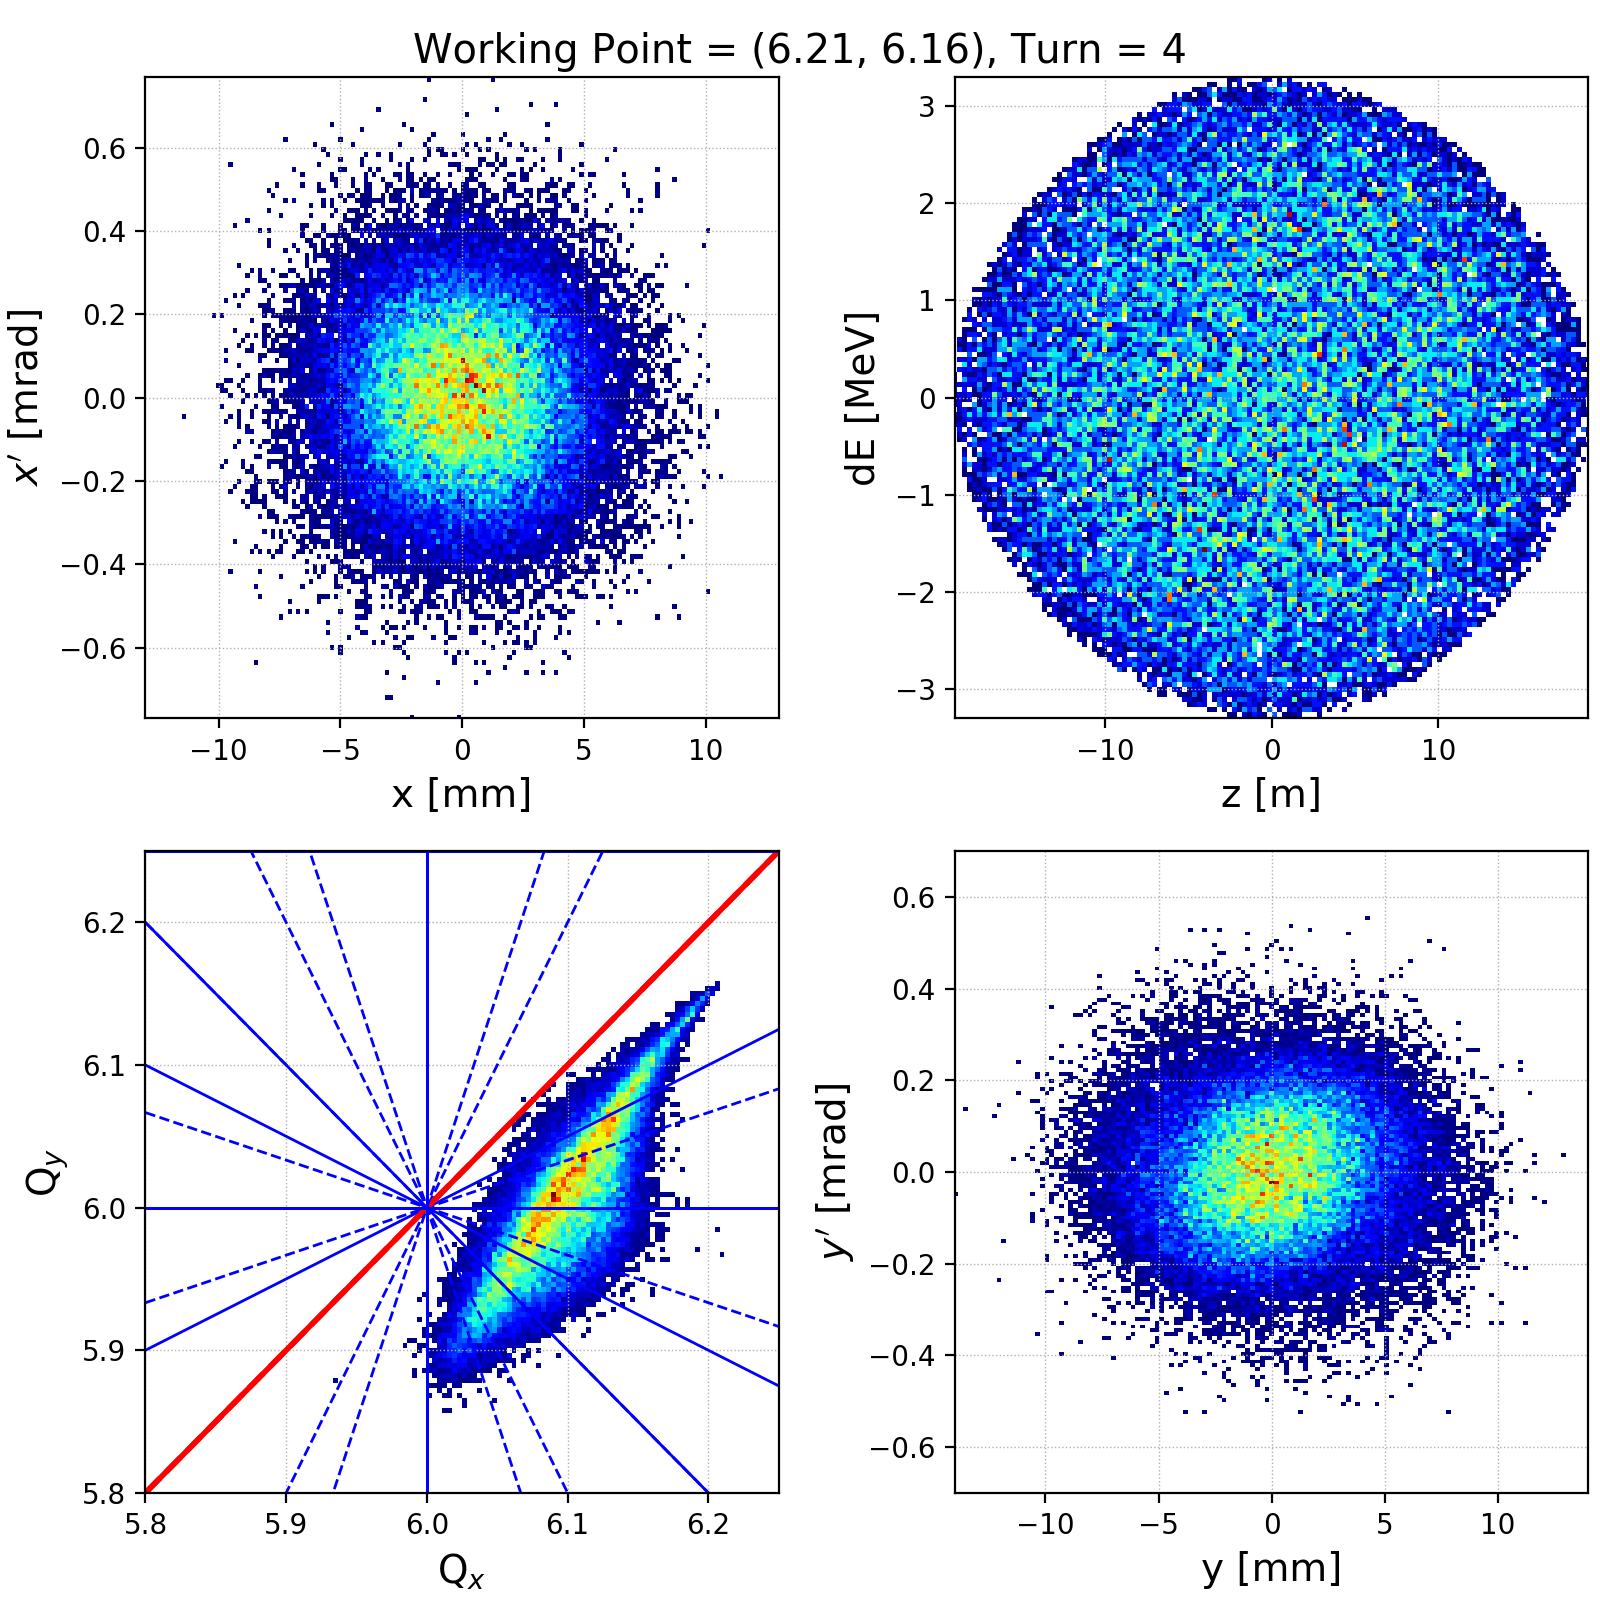 Working Point = (6.21, 6.16), Turn = 4
0.6
0.4
0.2
0.0
−0.2
−0.4
−0.6
x′ [mrad]
−10 −5 0 5 10
x [mm]
3
2
1
0
−1
−2
−3
dE [MeV]
−10 0 10
z [m]
6.2
6.1
6.0
5.9
5.8
Qy
5.8 5.9 6.0 6.1 6.2
Qx
0.6
0.4
0.2
0.0
−0.2
−0.4
−0.6
y′ [mrad]
−10 −5 0 5 10
y [mm]